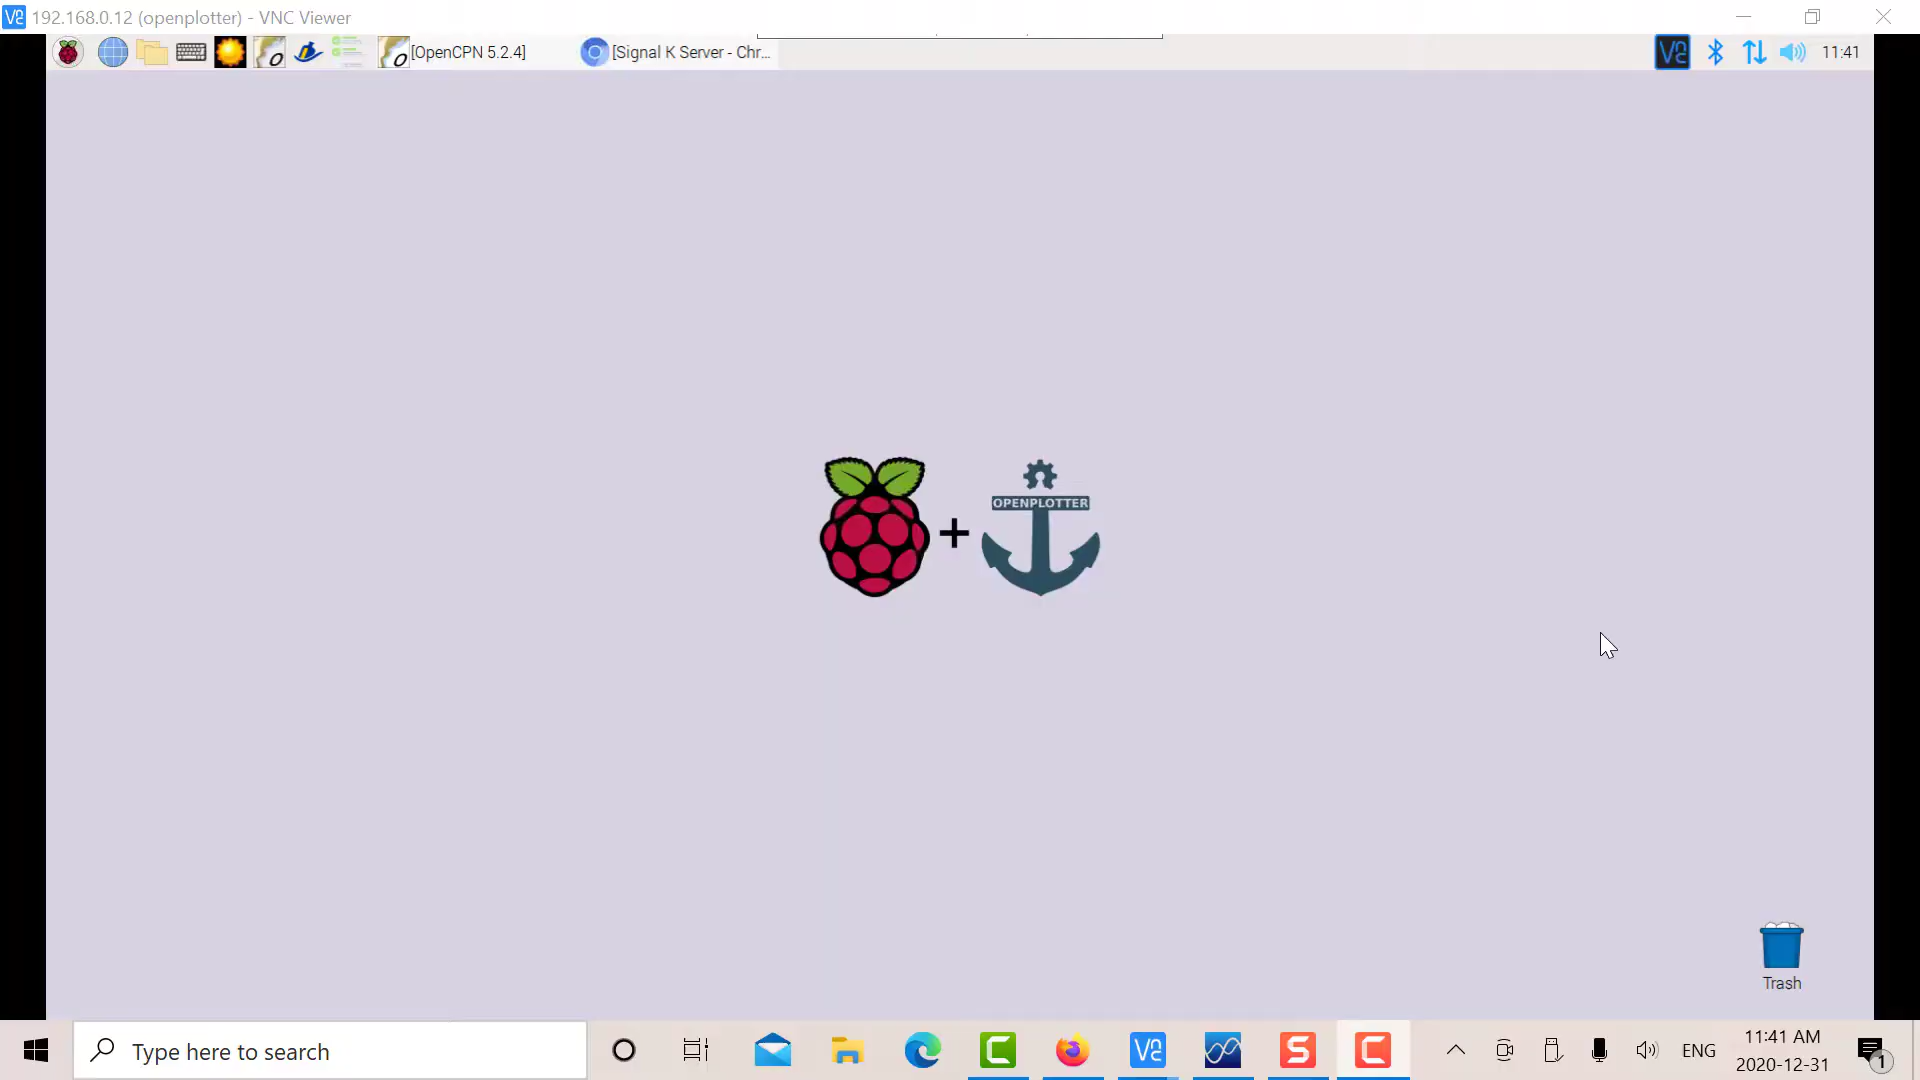 192.168.0.12 (openplotter) - VNC Viewer
[OpenCPN 5.2.4]
[Signal K Server - Chr...
11:41
OPENPLOTTER
Trash
Type here to search
ENG
11:41 AM
2020-12-31
1